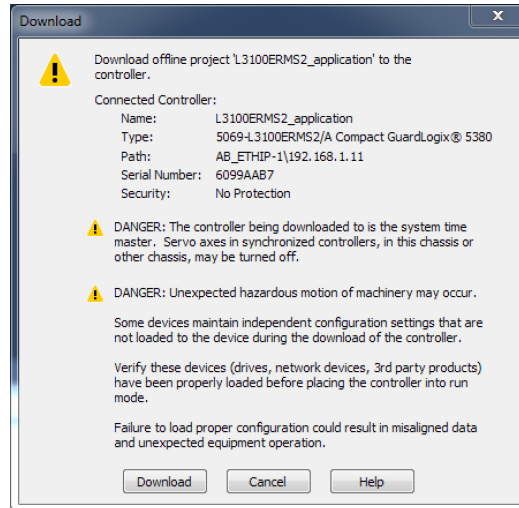 Download
x
Download offline project 'L3100ERMS2_application' to the
controller.
Connected Controller:
Name: L3100ERMS2_application
Type: 5069-L3100ERMS2/A Compact GuardLogix® 5380
Path: AB_ETHIP-1\192.168.1.11
Serial Number: 6099AAB7
Security: No Protection
DANGER: The controller being downloaded to is the system time
master. Servo axes in synchronized controllers, in this chassis or
other chassis, may be turned off.
DANGER: Unexpected hazardous motion of machinery may occur.
Some devices maintain independent configuration settings that are
not loaded to the device during the download of the controller.
Verify these devices (drives, network devices, 3rd party products)
have been properly loaded before placing the controller into run
mode.
Failure to load proper configuration could result in misaligned data
and unexpected equipment operation.
Download Cancel Help